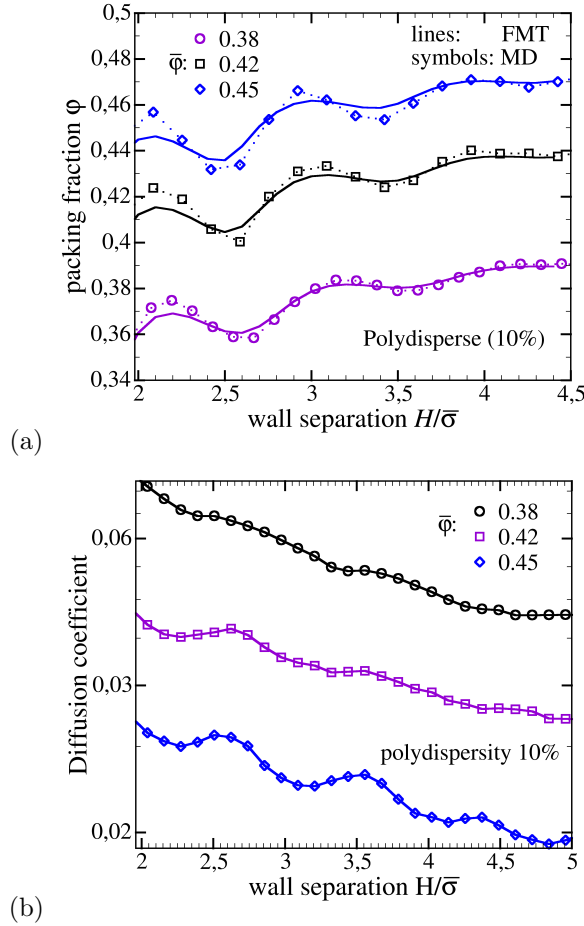 0,5
lines: FMT
symbols: MD
0.38
φ̅: 0.42
0.45
0,48
0,46
0,44
0,42
0,4
0,38
0,36
0,34
packing fraction φ
Polydisperse (10%)
2 2,5 3 3,5 4 4,5
wall separation H/σ̅
(a)
0.38
φ̅: 0.42
0.45
0,06
0,03
0,02
Diffusion coefficient
polydispersity 10%
2 2,5 3 3,5 4 4,5 5
wall separation H/σ̅
(b)